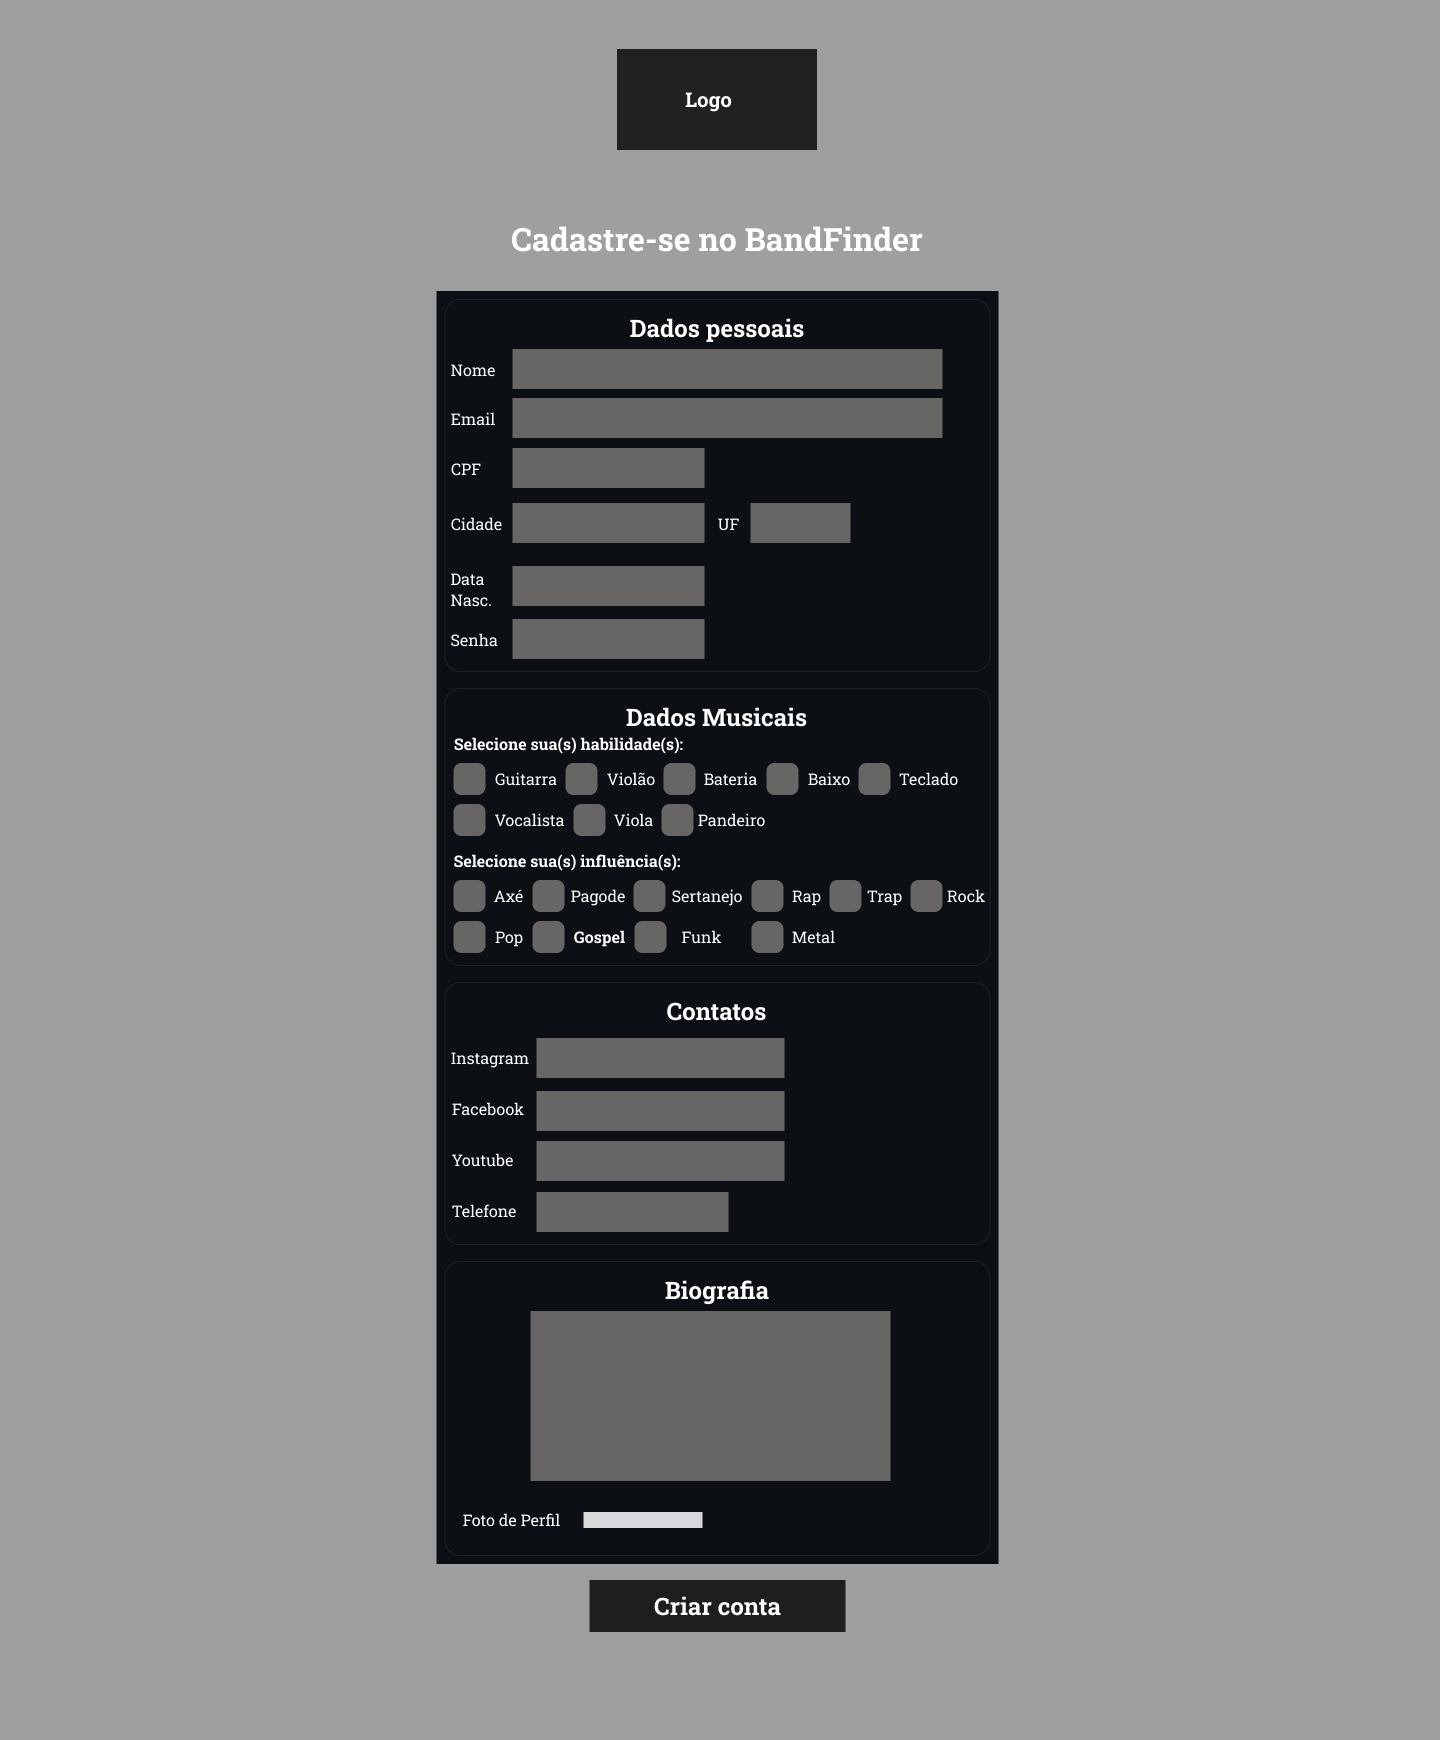 Logo
Cadastre-se no BandFinder
Dados pessoais
Nome
Email
CPF
Cidade UF
Data
Nasc.
Senha
Dados Musicais
Selecione sua(s) habilidade(s):
Guitarra Violão Bateria Baixo Teclado
Vocalista Viola Pandeiro
Selecione sua(s) influência(s):
Axé Pagode Sertanejo Rap Trap Rock
Pop Gospel Funk Metal
Contatos
Instagram
Facebook
Youtube
Telefone
Biografia
Foto de Perfil
Criar conta